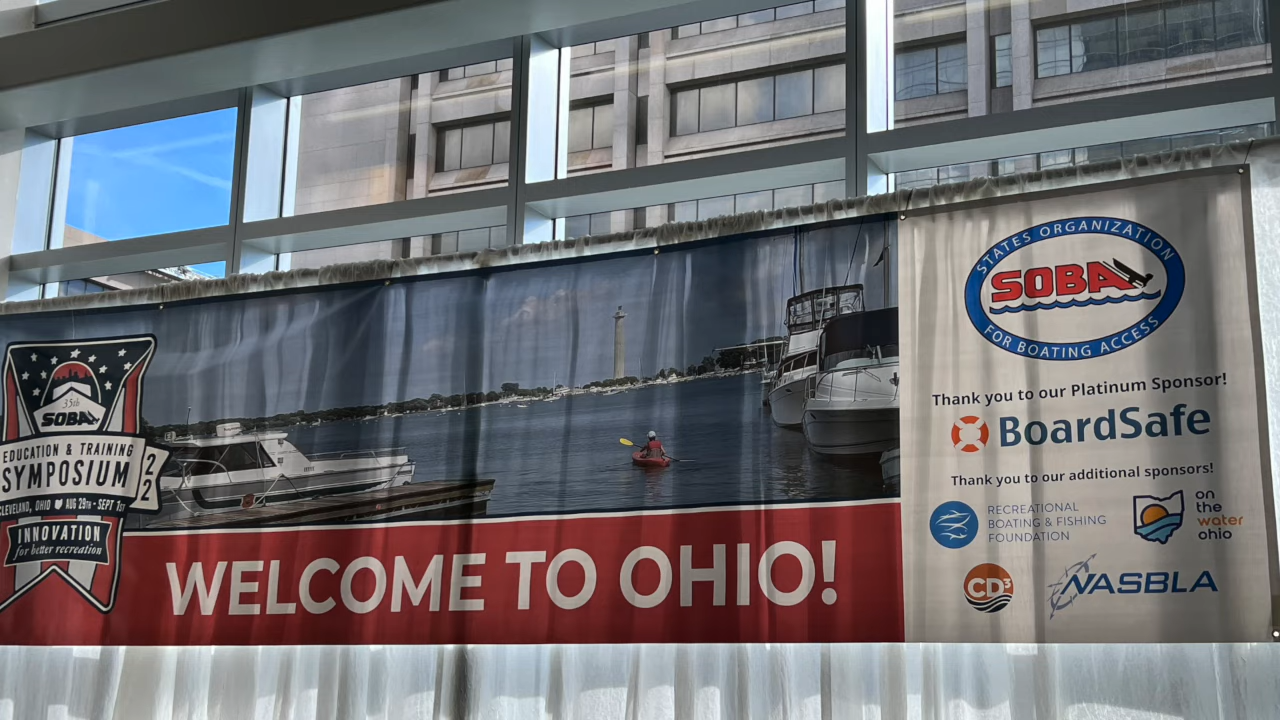 35th
SOBA
EDUCATION & TRAINING
SYMPOSIUM
22
CLEVELAND, OHIO AUG 29TH - SEPT 1ST
INNOVATION
for better recreation
WELCOME TO OHIO!
STATES ORGANIZATION
SOBA
FOR BOATING ACCESS
Thank you to our Platinum Sponsor!
BoardSafe
Thank you to our additional sponsors!
RECREATIONAL
BOATING & FISHING
FOUNDATION
on
the
water
ohio
CD3
NASBLA